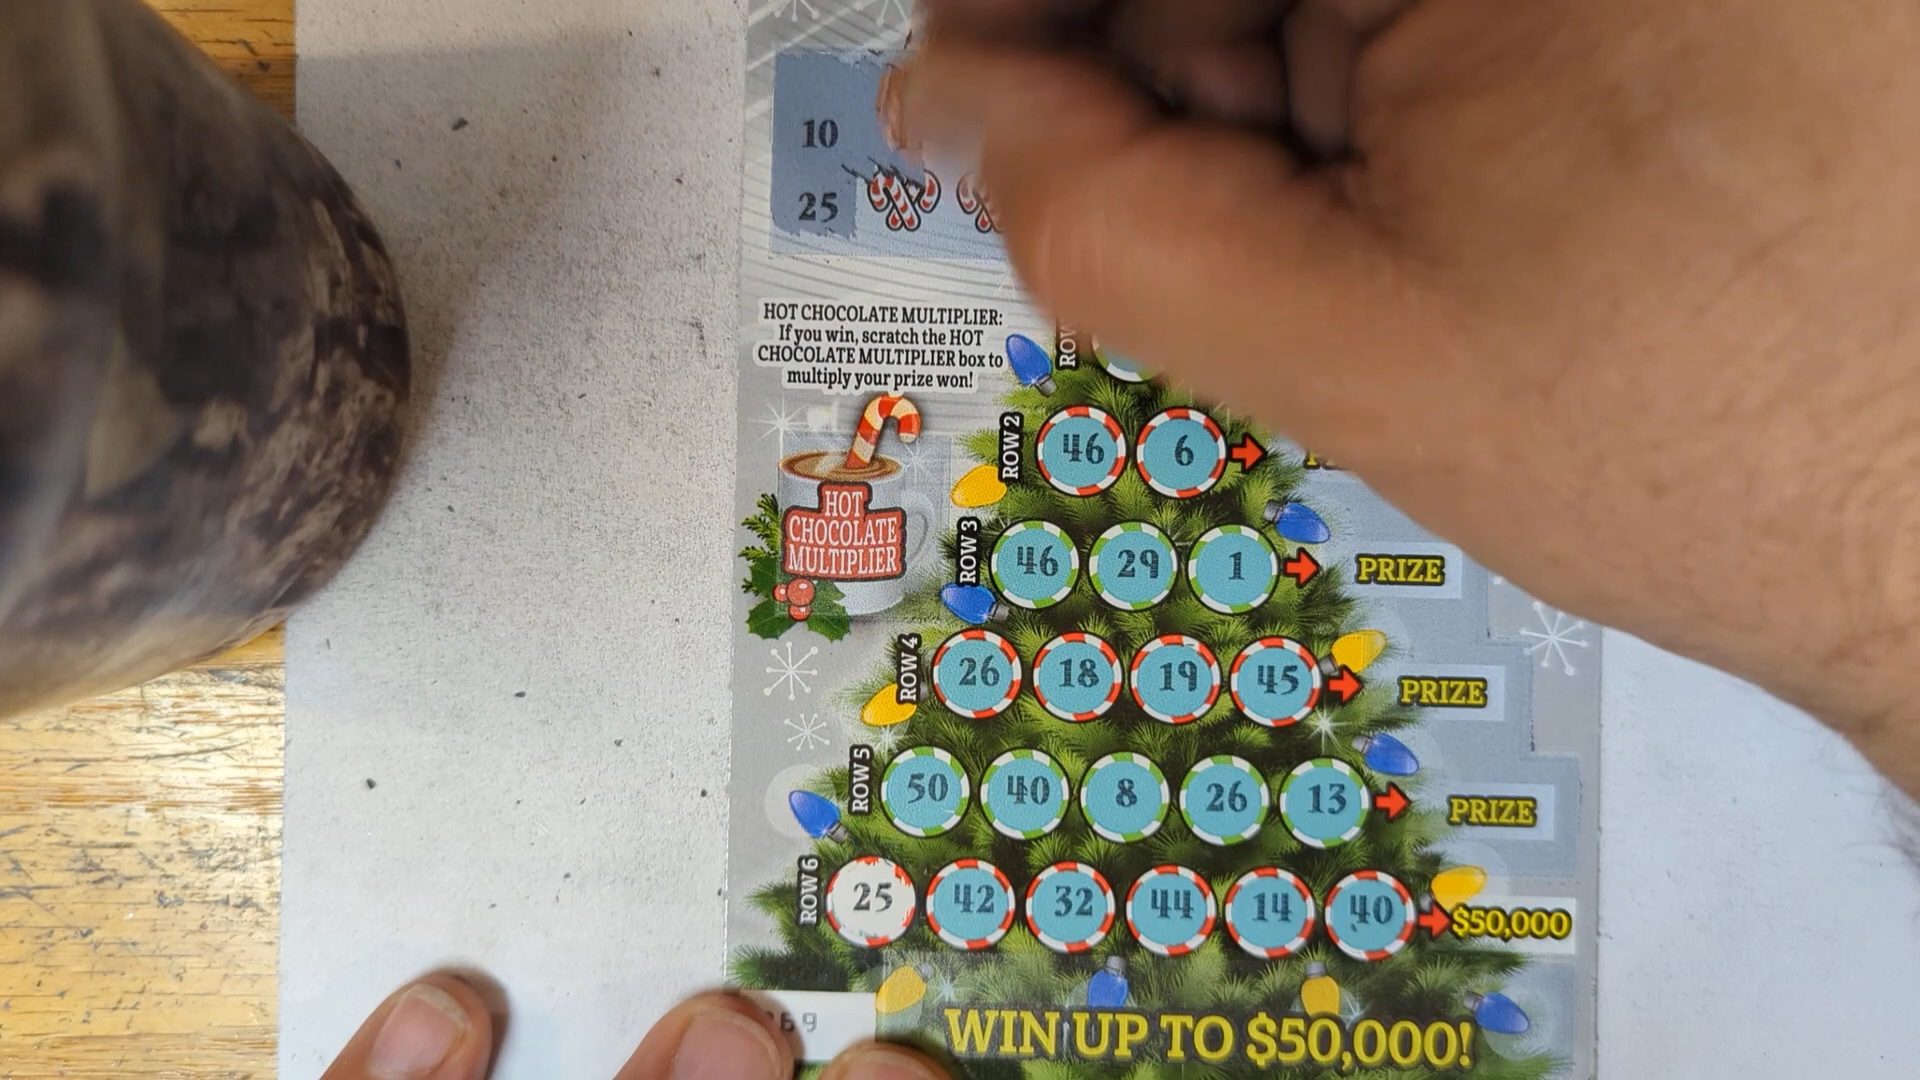 10
25
HOT CHOCOLATE MULTIPLIER:
If you win, scratch the HOT
CHOCOLATE MULTIPLIER box to
multiply your prize won!
HOT
CHOCOLATE
MULTIPLIER
ROW 2 46 6
ROW 3 46 29 1 PRIZE
ROW 4 26 18 19 45 PRIZE
ROW 5 50 40 8 26 13 PRIZE
ROW 6 25 42 32 44 14 40 $50,000
69
WIN UP TO $50,000!